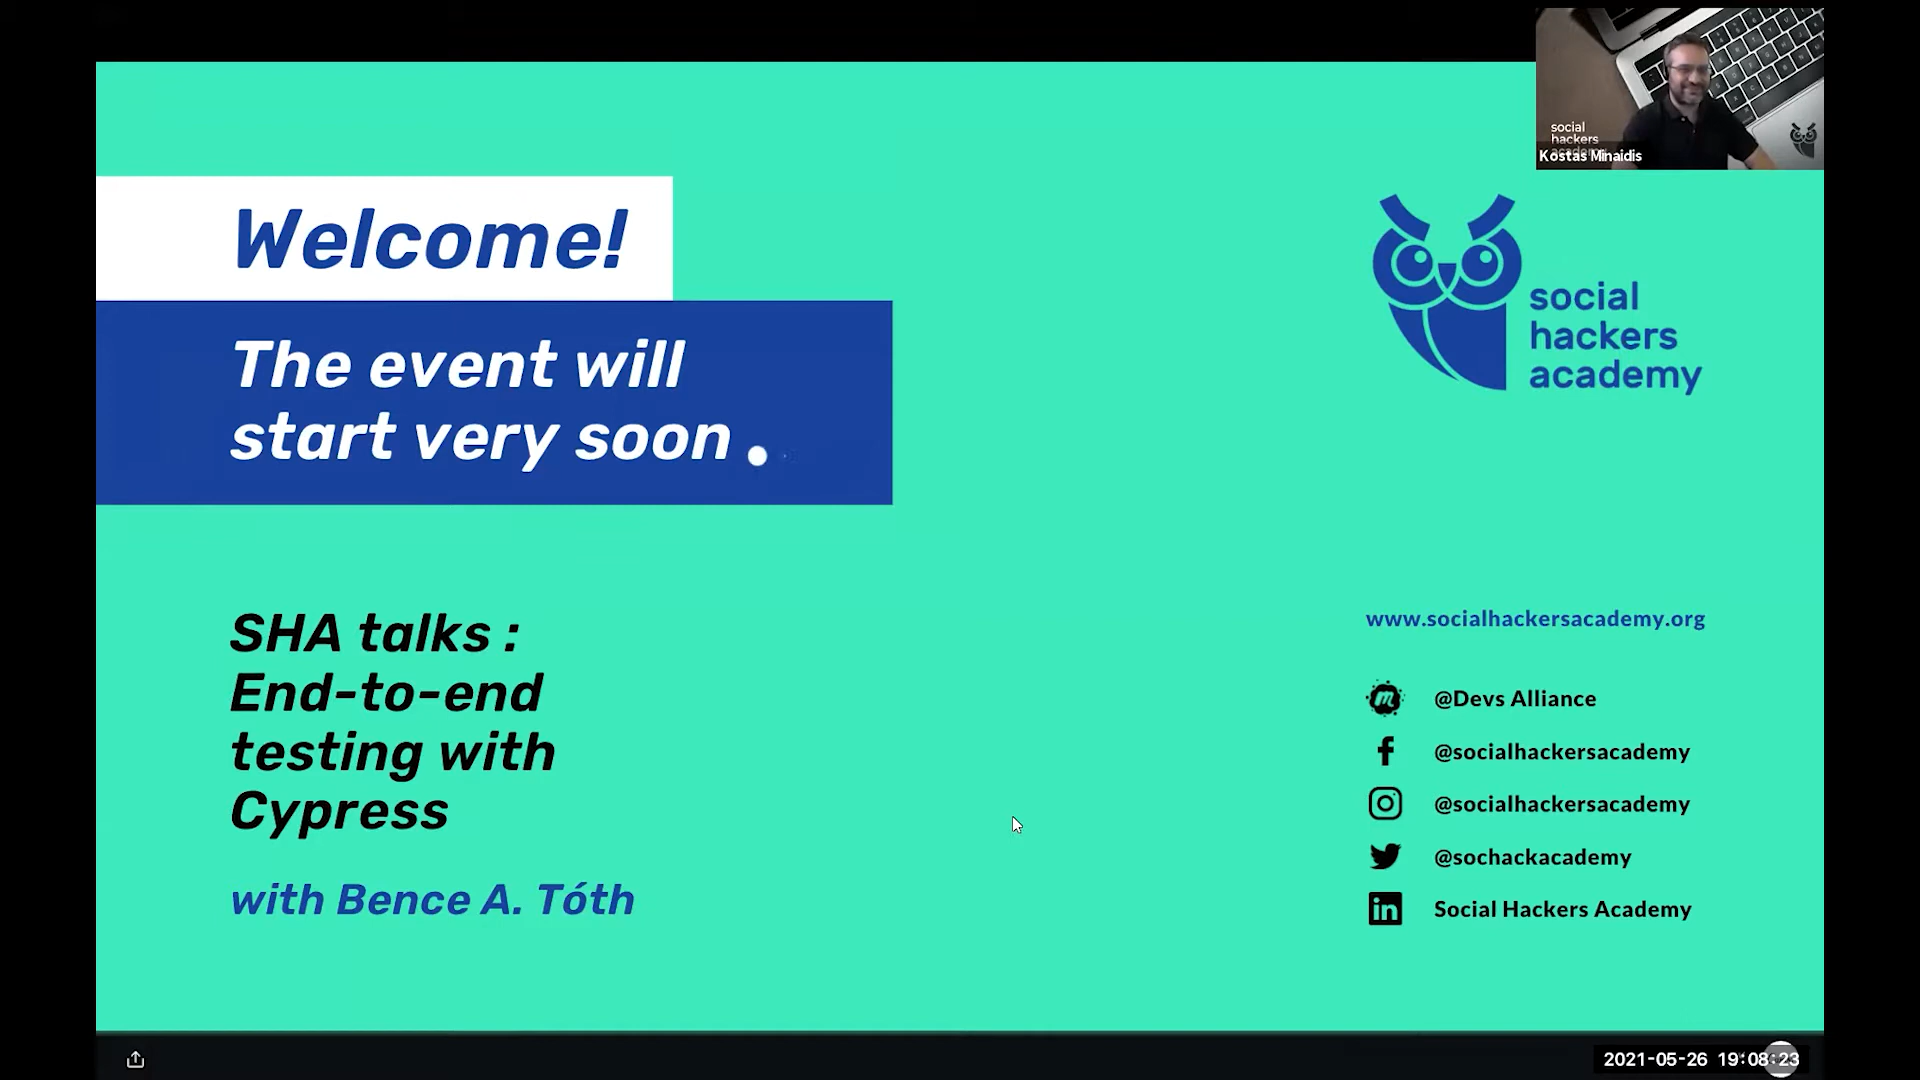 social
hackers
academy
Kostas Minaidis
Welcome!
The event will
start very soon .
social
hackers
academy
SHA talks :
End-to-end
testing with
Cypress
with Bence A. Tóth
www.socialhackersacademy.org
@Devs Alliance
@socialhackersacademy
@socialhackersacademy
@sochackacademy
Social Hackers Academy
2021-05-26 19:08:23